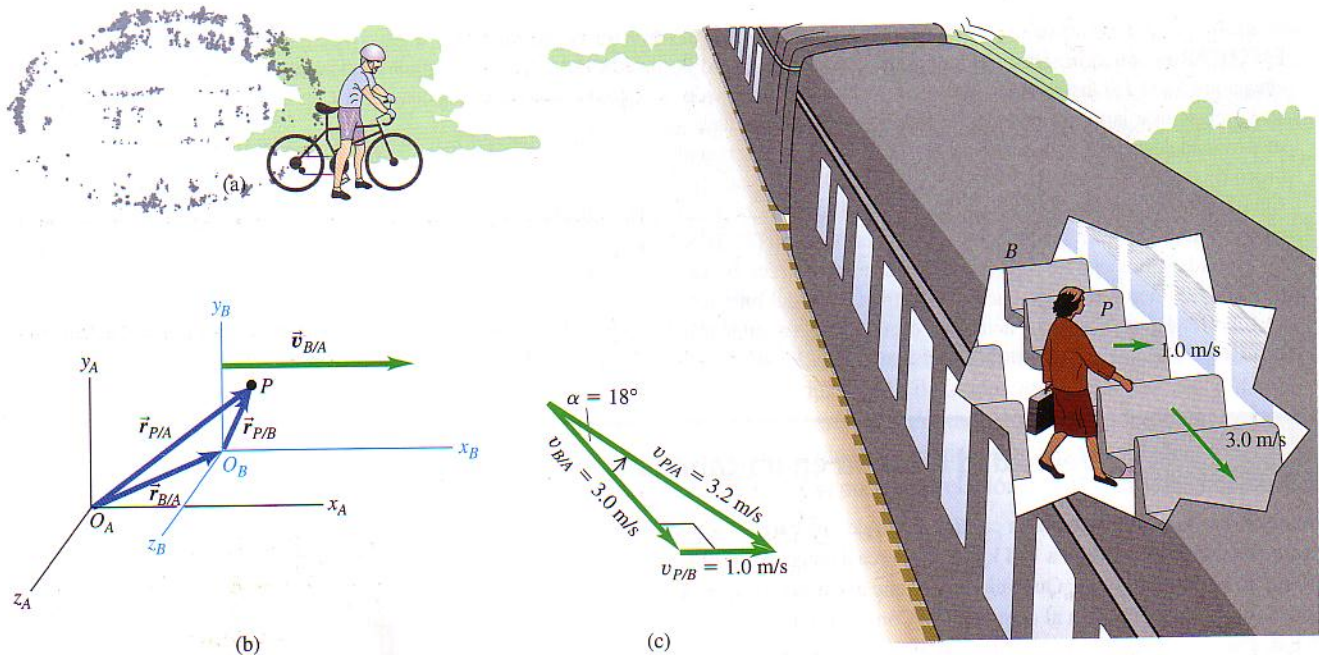 (a)
y_B
v⃗_B/A
y_A
P
r⃗_P/A
r⃗_P/B
x_B
O_B
r⃗_B/A
x_A
O_A
z_B
z_A
(b)
α = 18°
v_B/A = 3.0 m/s
v_P/A = 3.2 m/s
v_P/B = 1.0 m/s
(c)
B
P
1.0 m/s
3.0 m/s